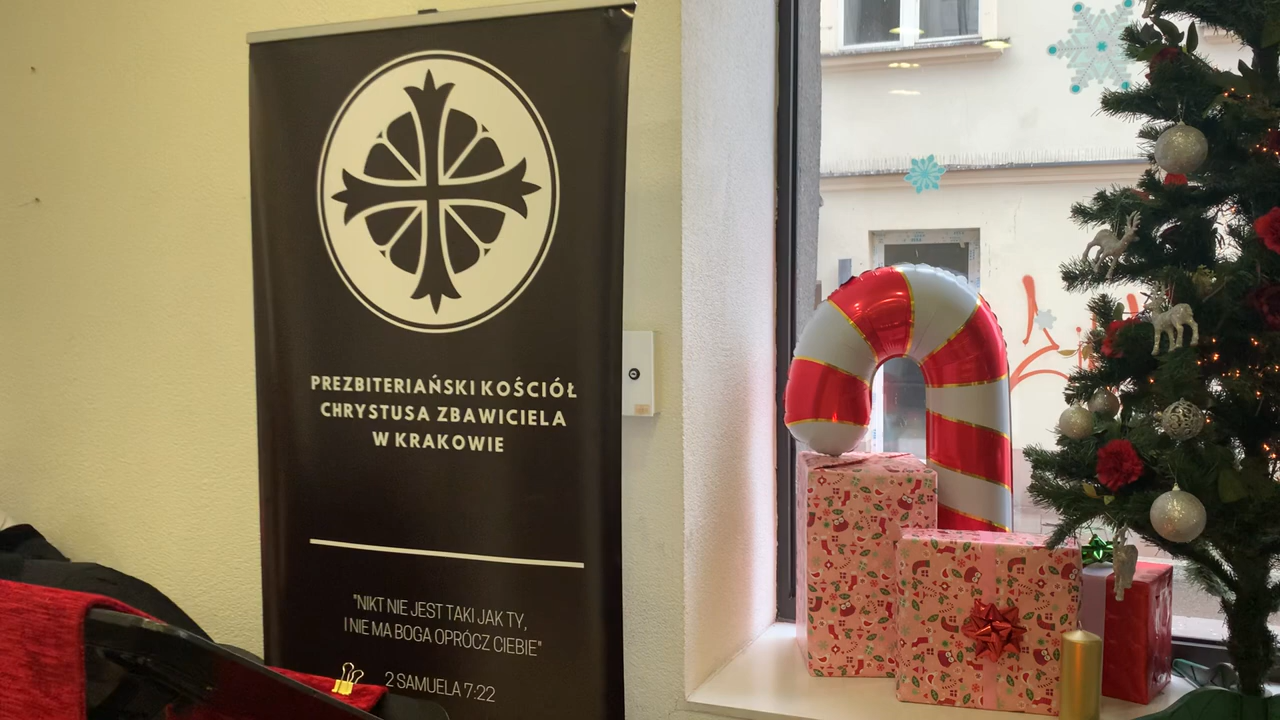 PREZBITERIAŃSKI KOŚCIÓŁ
CHRYSTUSA ZBAWICIELA
W KRAKOWIE
"NIKT NIE JEST TAKI JAK TY,
I NIE MA BOGA OPRÓCZ CIEBIE"
2 SAMUELA 7:22